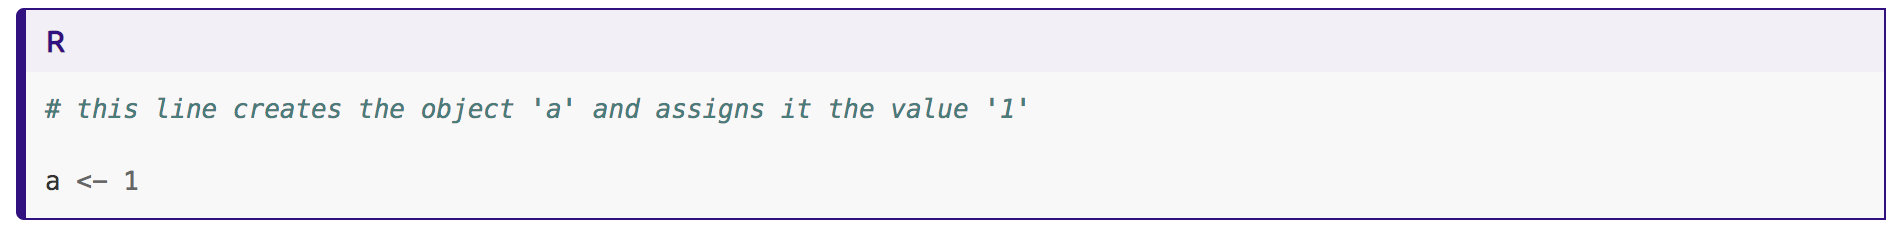 R
# this line creates the object 'a' and assigns it the value '1'
a <- 1